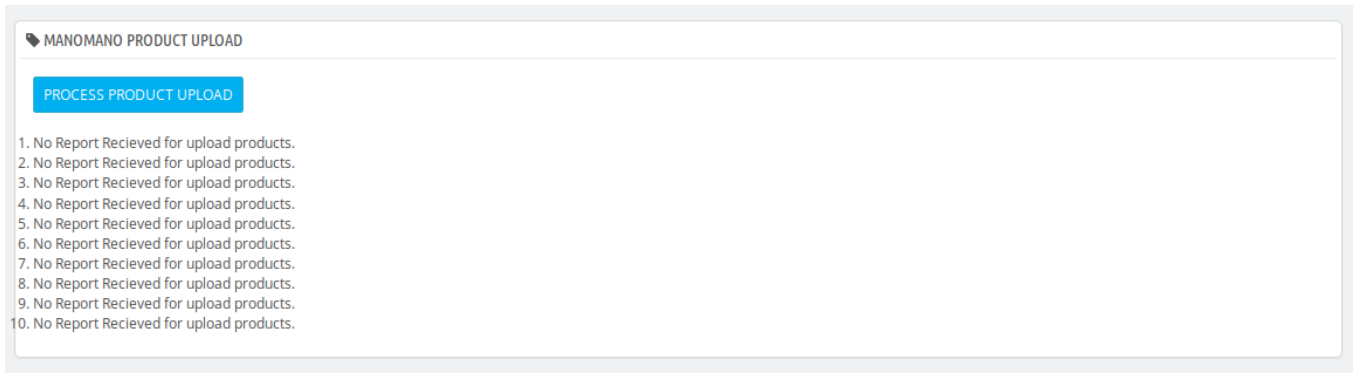 MANOMANO PRODUCT UPLOAD
PROCESS PRODUCT UPLOAD
1. No Report Recieved for upload products.
2. No Report Recieved for upload products.
3. No Report Recieved for upload products.
4. No Report Recieved for upload products.
5. No Report Recieved for upload products.
6. No Report Recieved for upload products.
7. No Report Recieved for upload products.
8. No Report Recieved for upload products.
9. No Report Recieved for upload products.
10. No Report Recieved for upload products.